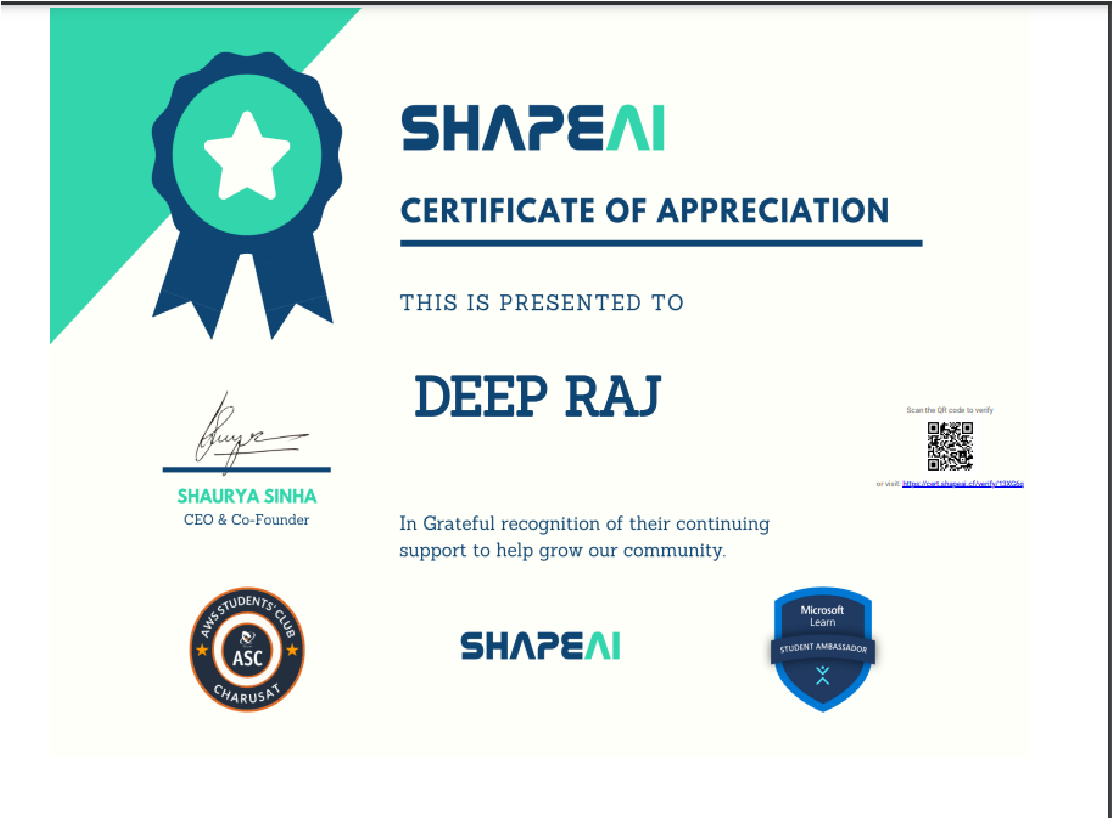 SHAPEAI
CERTIFICATE OF APPRECIATION
THIS IS PRESENTED TO
DEEP RAJ
Scan the QR code to verify
or visit: https://cert.shapeai.cf/verify/
SHAURYA SINHA
CEO & Co-Founder
In Grateful recognition of their continuing
support to help grow our community.
AWS STUDENTS' CLUB
ASC
CHARUSAT
SHAPEAI
Microsoft
Learn
STUDENT AMBASSADOR